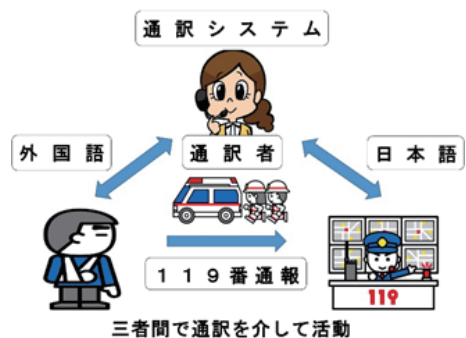 通訳システム
外国語
通訳者
日本語
119番通報
119
三者間で通訳を介して活動